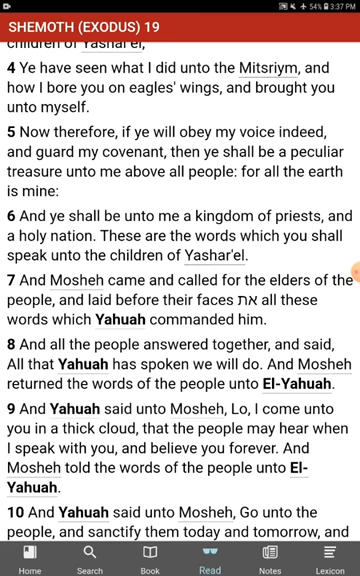 54% 3:37 PM
SHEMOTH (EXODUS) 19
children of Yashar'el,
4 Ye have seen what I did unto the Mitsriym, and
how I bore you on eagles' wings, and brought you
unto myself.
5 Now therefore, if ye will obey my voice indeed,
and guard my covenant, then ye shall be a peculiar
treasure unto me above all people: for all the earth
is mine:
6 And ye shall be unto me a kingdom of priests, and
a holy nation. These are the words which you shall
speak unto the children of Yashar'el.
7 And Mosheh came and called for the elders of the
people, and laid before their faces את all these
words which Yahuah commanded him.
8 And all the people answered together, and said,
All that Yahuah has spoken we will do. And Mosheh
returned the words of the people unto El-Yahuah.
9 And Yahuah said unto Mosheh, Lo, I come unto
you in a thick cloud, that the people may hear when
I speak with you, and believe you forever. And
Mosheh told the words of the people unto El-
Yahuah.
10 And Yahuah said unto Mosheh, Go unto the
people, and sanctify them today and tomorrow, and
Home Search Book Read Notes Lexicon